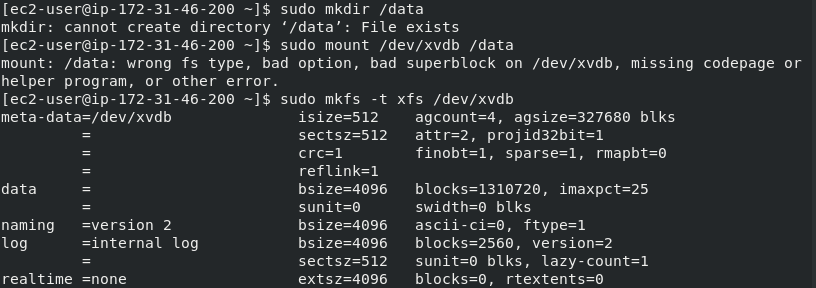 [ec2-user@ip-172-31-46-200 ~]$ sudo mkdir /data
mkdir: cannot create directory ‘/data’: File exists
[ec2-user@ip-172-31-46-200 ~]$ sudo mount /dev/xvdb /data
mount: /data: wrong fs type, bad option, bad superblock on /dev/xvdb, missing codepage or
helper program, or other error.
[ec2-user@ip-172-31-46-200 ~]$ sudo mkfs -t xfs /dev/xvdb
meta-data=/dev/xvdb              isize=512    agcount=4, agsize=327680 blks
         =                       sectsz=512   attr=2, projid32bit=1
         =                       crc=1        finobt=1, sparse=1, rmapbt=0
         =                       reflink=1
data     =                       bsize=4096   blocks=1310720, imaxpct=25
         =                       sunit=0      swidth=0 blks
naming   =version 2              bsize=4096   ascii-ci=0, ftype=1
log      =internal log           bsize=4096   blocks=2560, version=2
         =                       sectsz=512   sunit=0 blks, lazy-count=1
realtime =none                   extsz=4096   blocks=0, rtextents=0